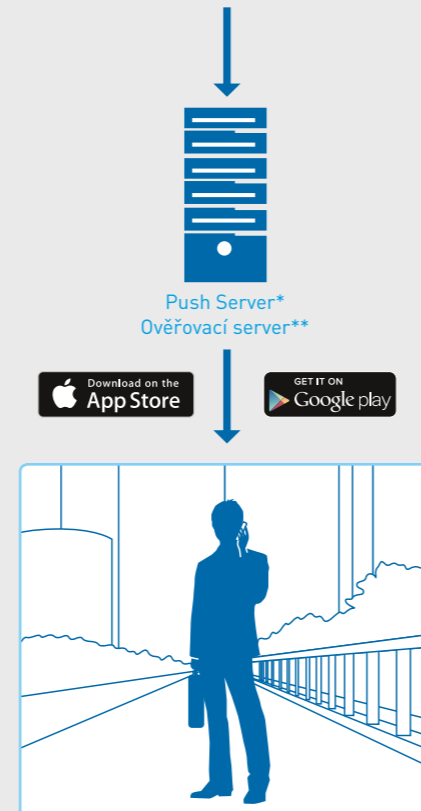 Push Server*
Ověřovací server**
Download on the
App Store
GET IT ON
Google play